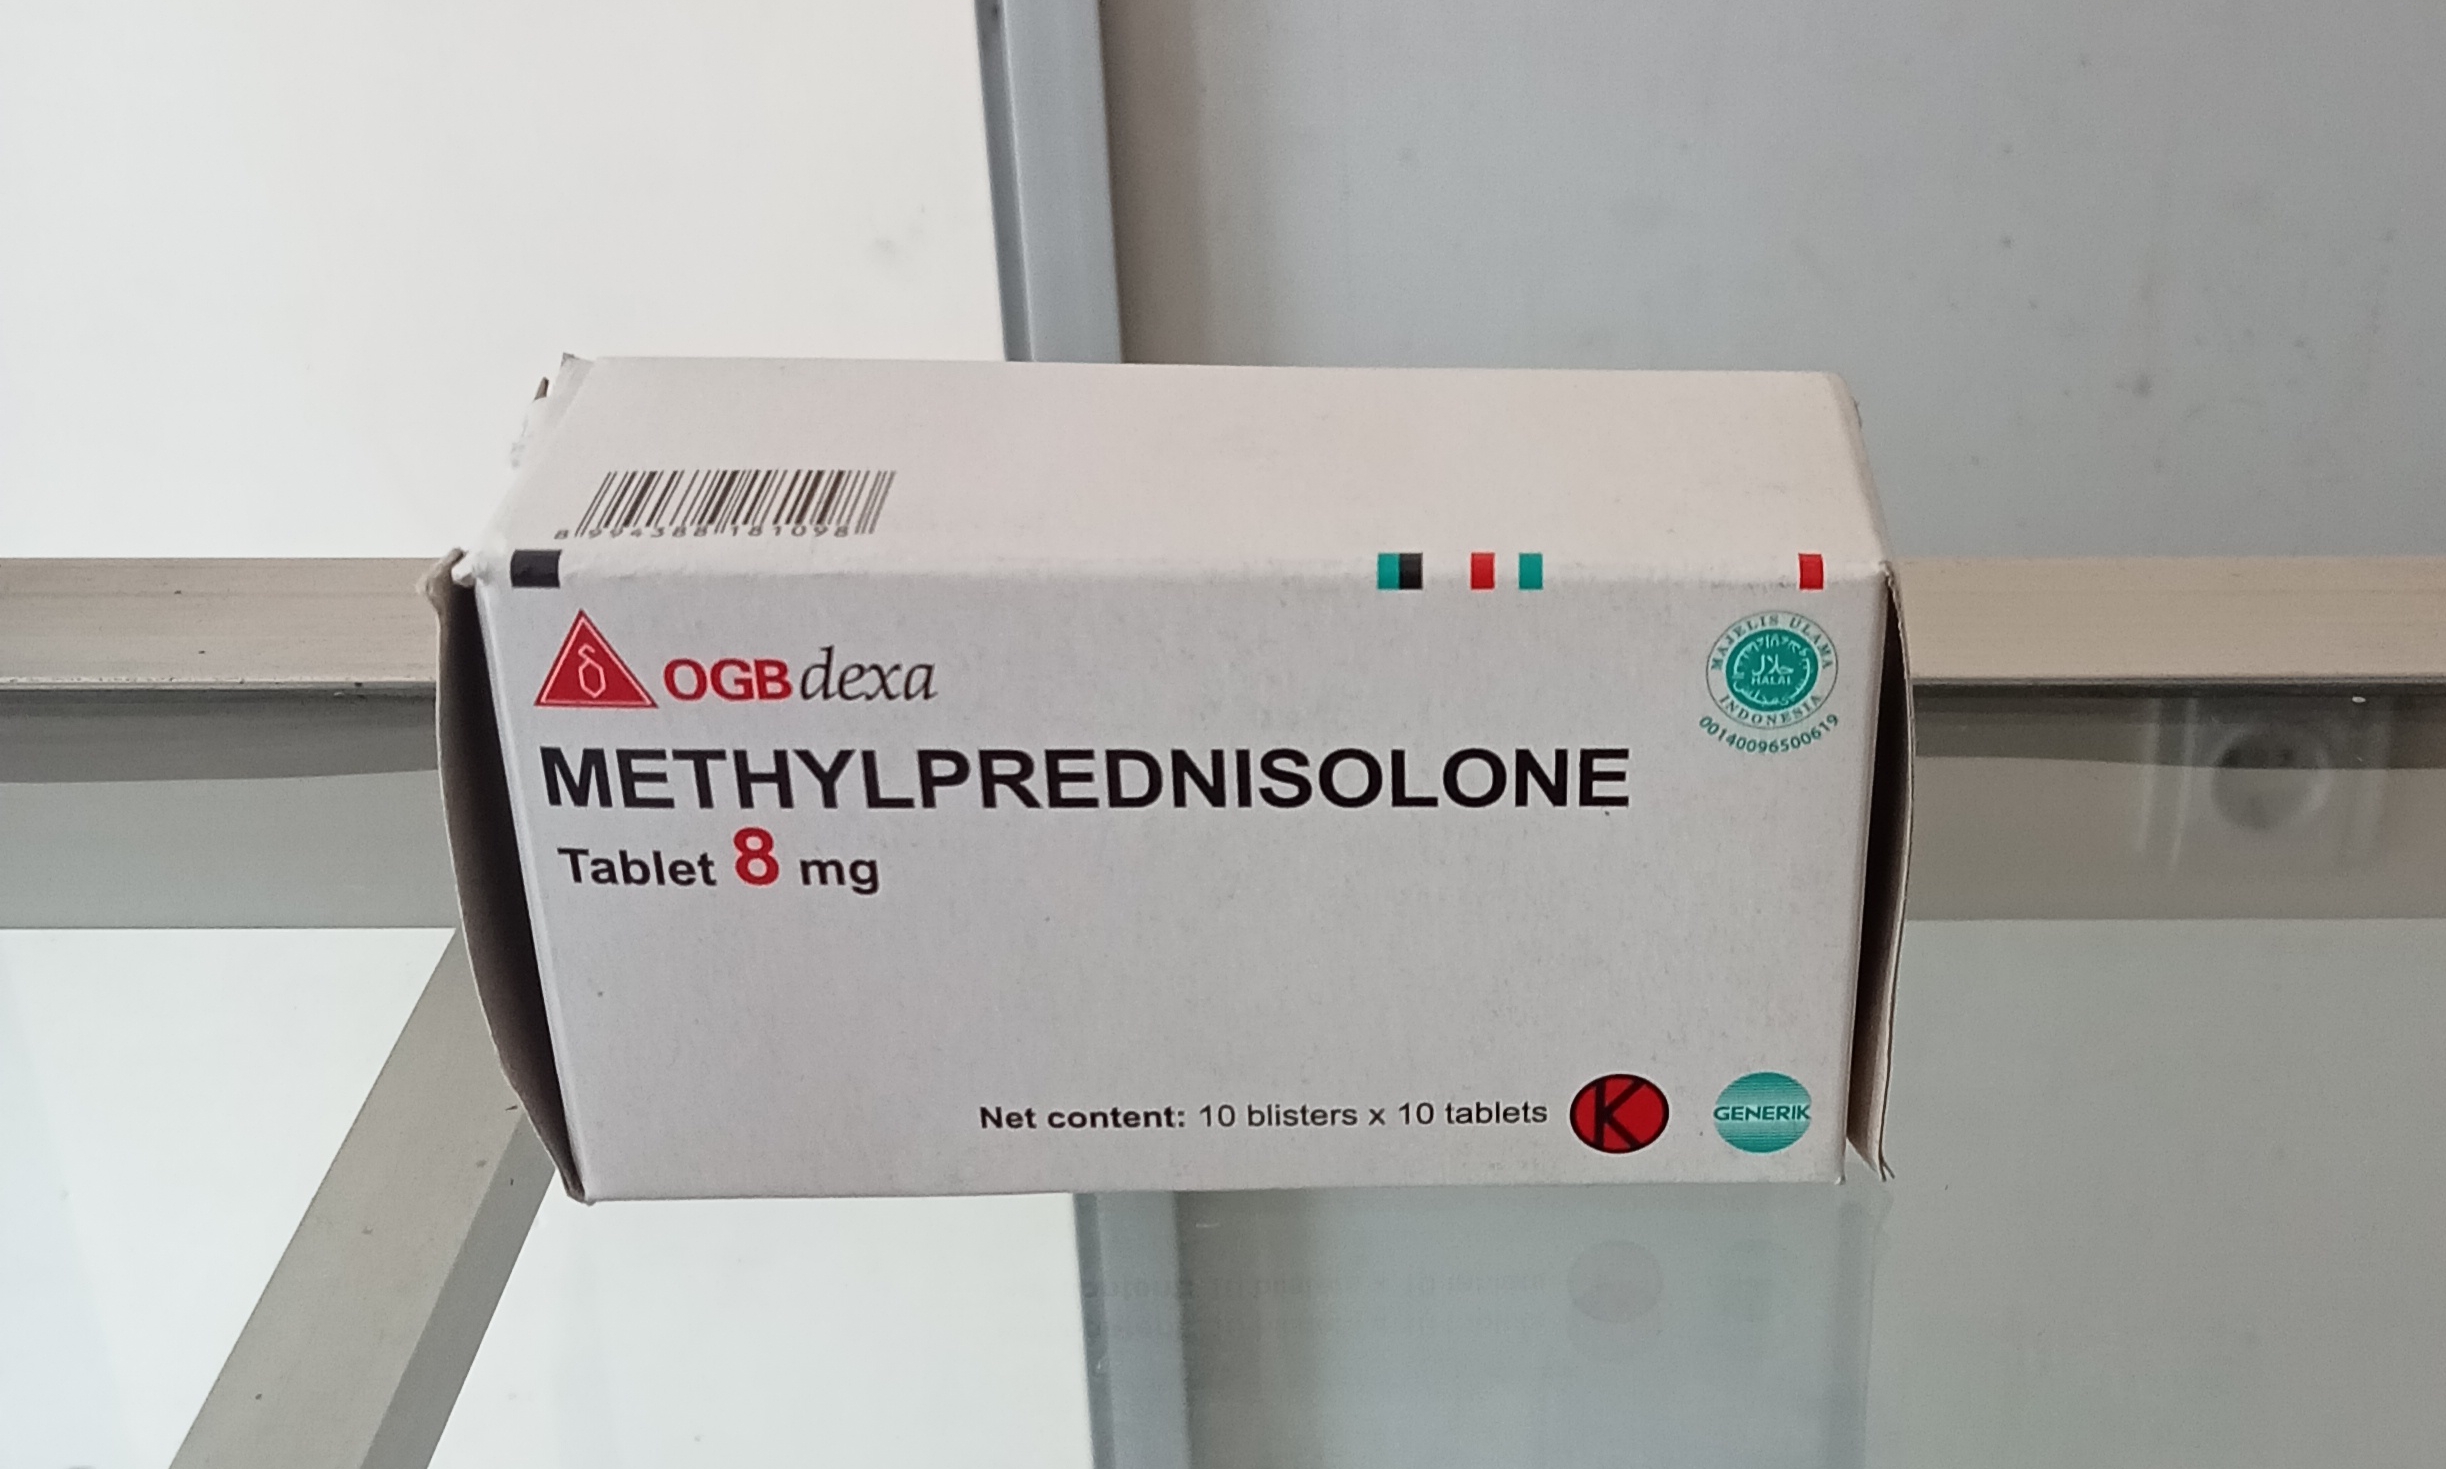 8 994388 181098
OGBdexa
METHYLPREDNISOLONE
Tablet 8 mg
MAJELIS ULAMA
حلال
HALAL
INDONESIA
00140096500619
Net content: 10 blisters x 10 tablets
K
GENERIK